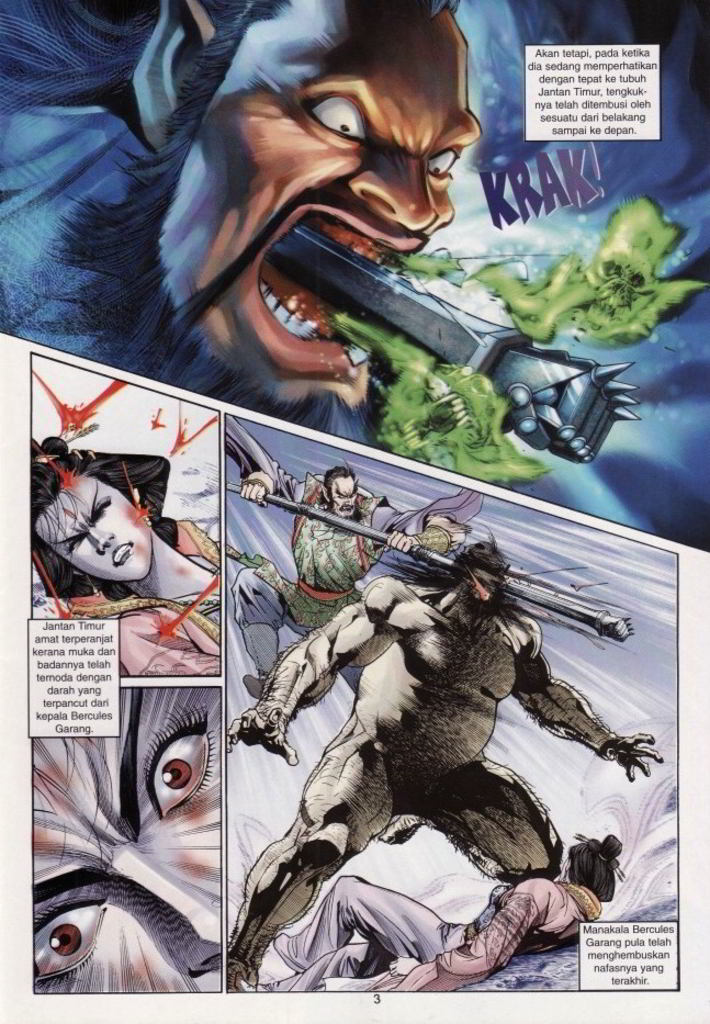 Akan tetapi, pada ketika
dia sedang memperhatikan
dengan tepat ke tubuh
Jantan Timur, tengkuk-
nya telah ditembusi oleh
sesuatu dari belakang
sampai ke depan.
KRAK!
Jantan Timur
amat terperanjat
kerana muka dan
badannya telah
ternoda dengan
darah yang
terpancut dari
kepala Bercules
Garang.
Manakala Bercules
Garang pula telah
menghembuskan
nafasnya yang
terakhir.
3